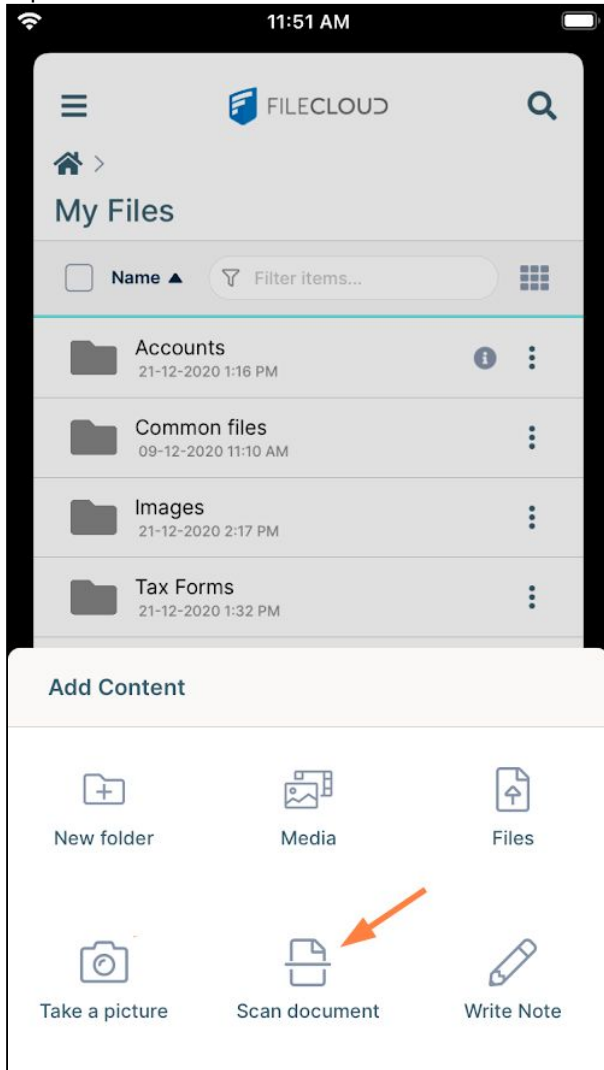 11:51 AM
FILECLOUD
My Files
Name
Filter items...
Accounts
21-12-2020 1:16 PM
Common files
09-12-2020 11:10 AM
Images
21-12-2020 2:17 PM
Tax Forms
21-12-2020 1:32 PM
Add Content
New folder
Media
Files
Take a picture
Scan document
Write Note